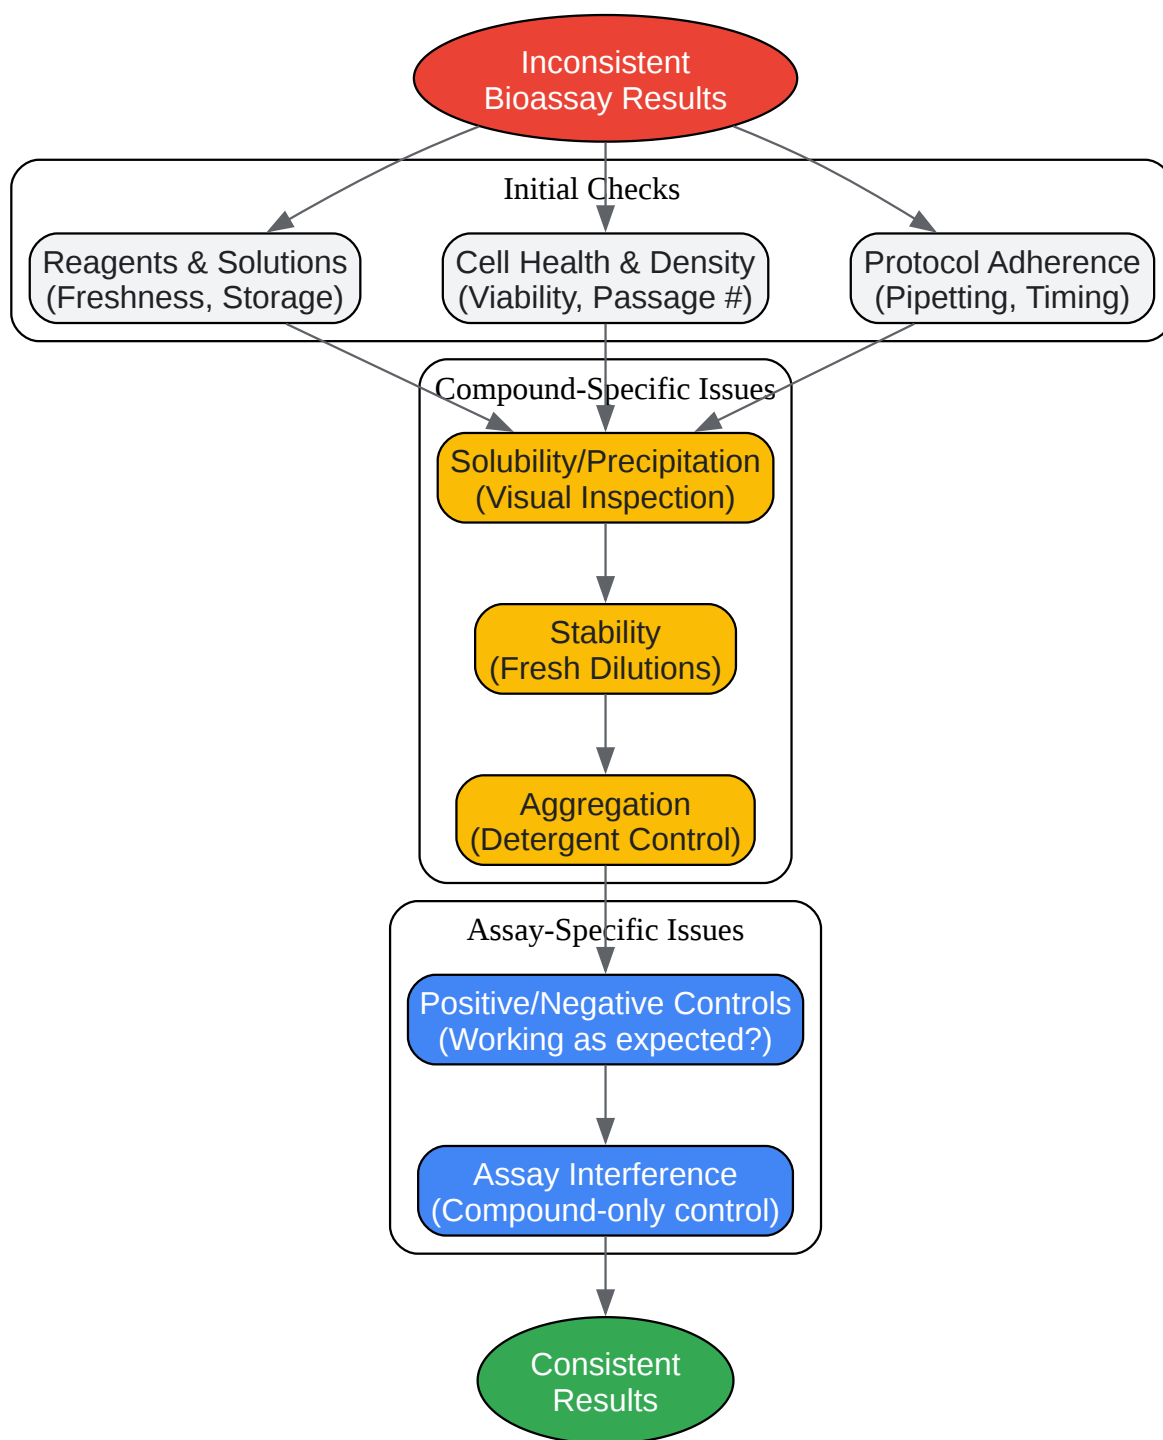 Inconsistent
Bioassay Results
Initial Checks
Reagents & Solutions
(Freshness, Storage)
Cell Health & Density
(Viability, Passage #)
Protocol Adherence
(Pipetting, Timing)
Compound-Specific Issues
Solubility/Precipitation
(Visual Inspection)
Stability
(Fresh Dilutions)
Aggregation
(Detergent Control)
Assay-Specific Issues
Positive/Negative Controls
(Working as expected?)
Assay Interference
(Compound-only control)
Consistent
Results